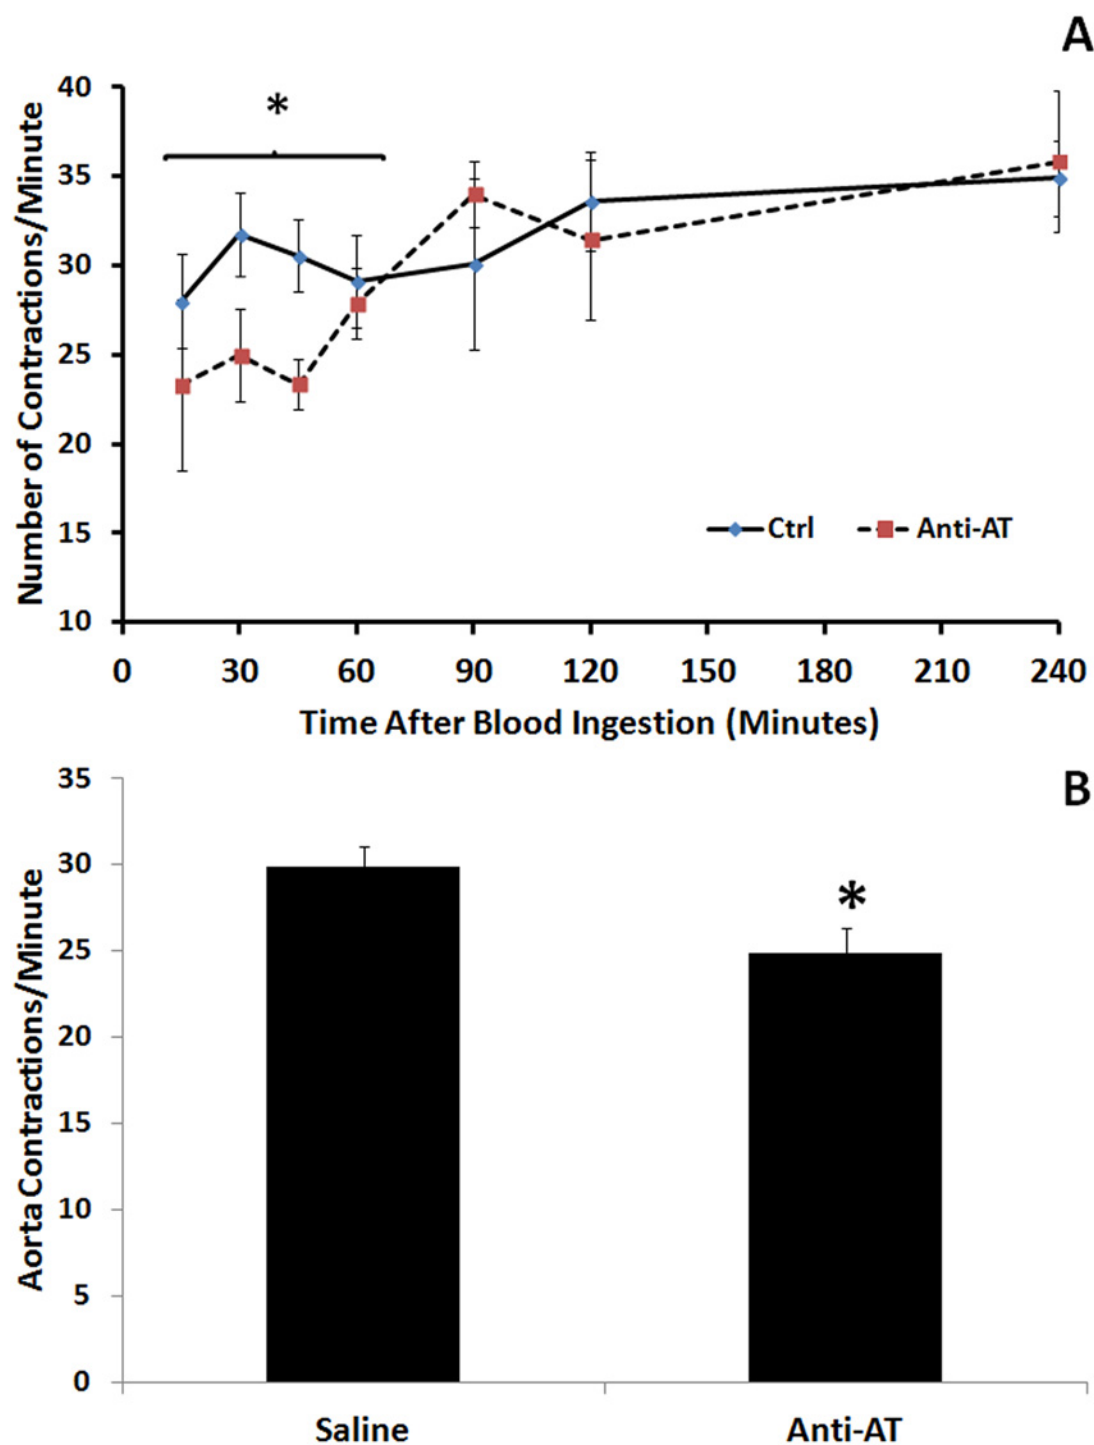 A
*
40
35
30
25
20
15
10
Number of Contractions/Minute
Ctrl Anti-AT
0 30 60 90 120 150 180 210 240
Time After Blood Ingestion (Minutes)
B
35
30
25
20
15
10
5
0
Aorta Contractions/Minute
*
Saline Anti-AT